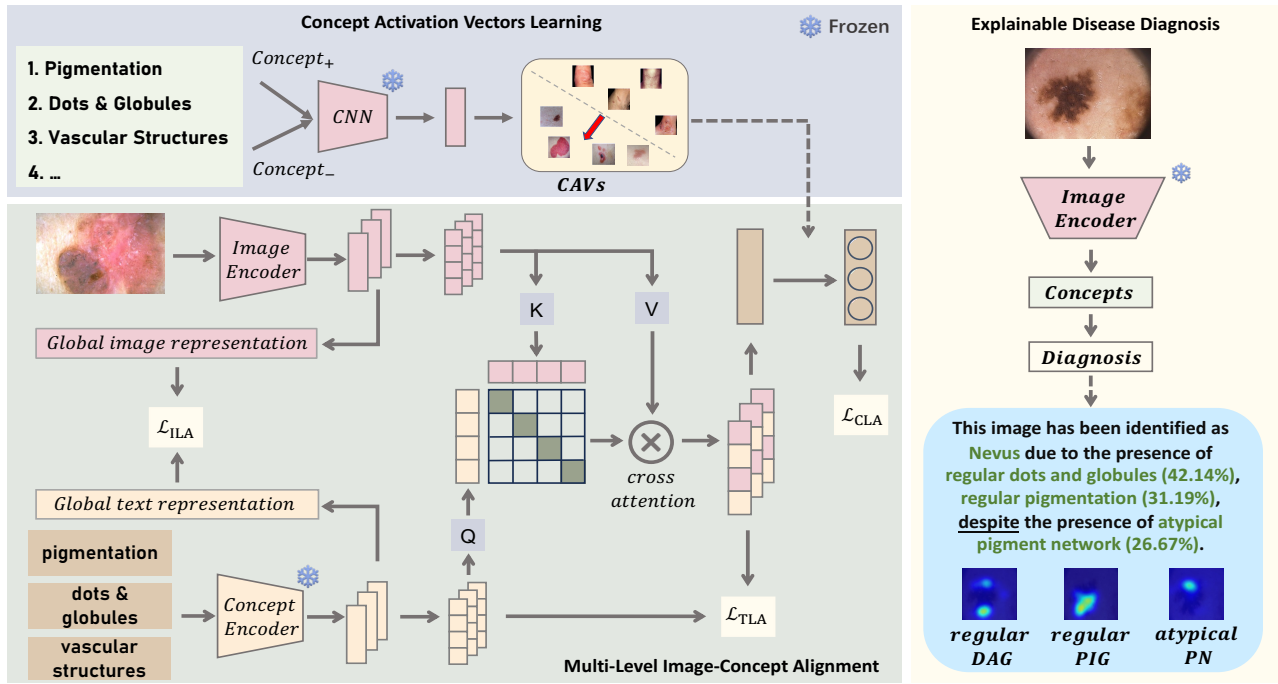 Concept Activation Vectors Learning
Frozen
1. Pigmentation
2. Dots & Globules
3. Vascular Structures
4. ...
Concept+
Concept−
CNN
CAVs
Image
Encoder
Global image representation
K
V
ℒILA
ℒCLA
cross
attention
Global text representation
Q
pigmentation
dots &
globules
vascular
structures
Concept
Encoder
ℒTLA
Multi-Level Image-Concept Alignment
Explainable Disease Diagnosis
Image
Encoder
Concepts
Diagnosis
This image has been identified as
Nevus due to the presence of
regular dots and globules (42.14%),
regular pigmentation (31.19%),
despite the presence of atypical
pigment network (26.67%).
regular
DAG
regular
PIG
atypical
PN